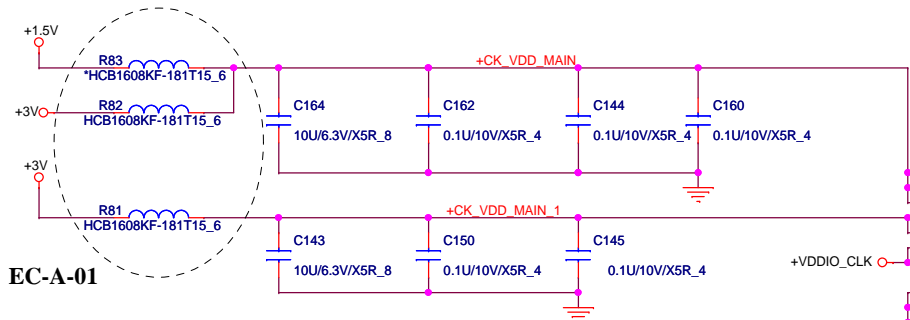 +1.5V
R83
+CK_VDD_MAIN
*HCB1608KF-181T15_6
R82
+3V
HCB1608KF-181T15_6
C164
C162
C144
C160
10U/6.3V/X5R_8
0.1U/10V/X5R_4
0.1U/10V/X5R_4
0.1U/10V/X5R_4
+3V
R81
+CK_VDD_MAIN_1
HCB1608KF-181T15_6
C143
C150
C145
10U/6.3V/X5R_8
0.1U/10V/X5R_4
0.1U/10V/X5R_4
+VDDIO_CLK
EC-A-01